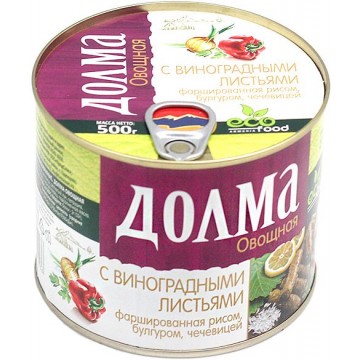 ДОЛМА
Овощная
С ВИНОГРАДНЫМИ
ЛИСТЬЯМИ
фаршированная рисом,
булгуром, чечевицей
МАССА НЕТТО:
500г
eco
ARMENIA
food
ДОЛМА
Овощная
С ВИНОГРАДНЫМИ
ЛИСТЬЯМИ
фаршированная рисом,
булгуром, чечевицей